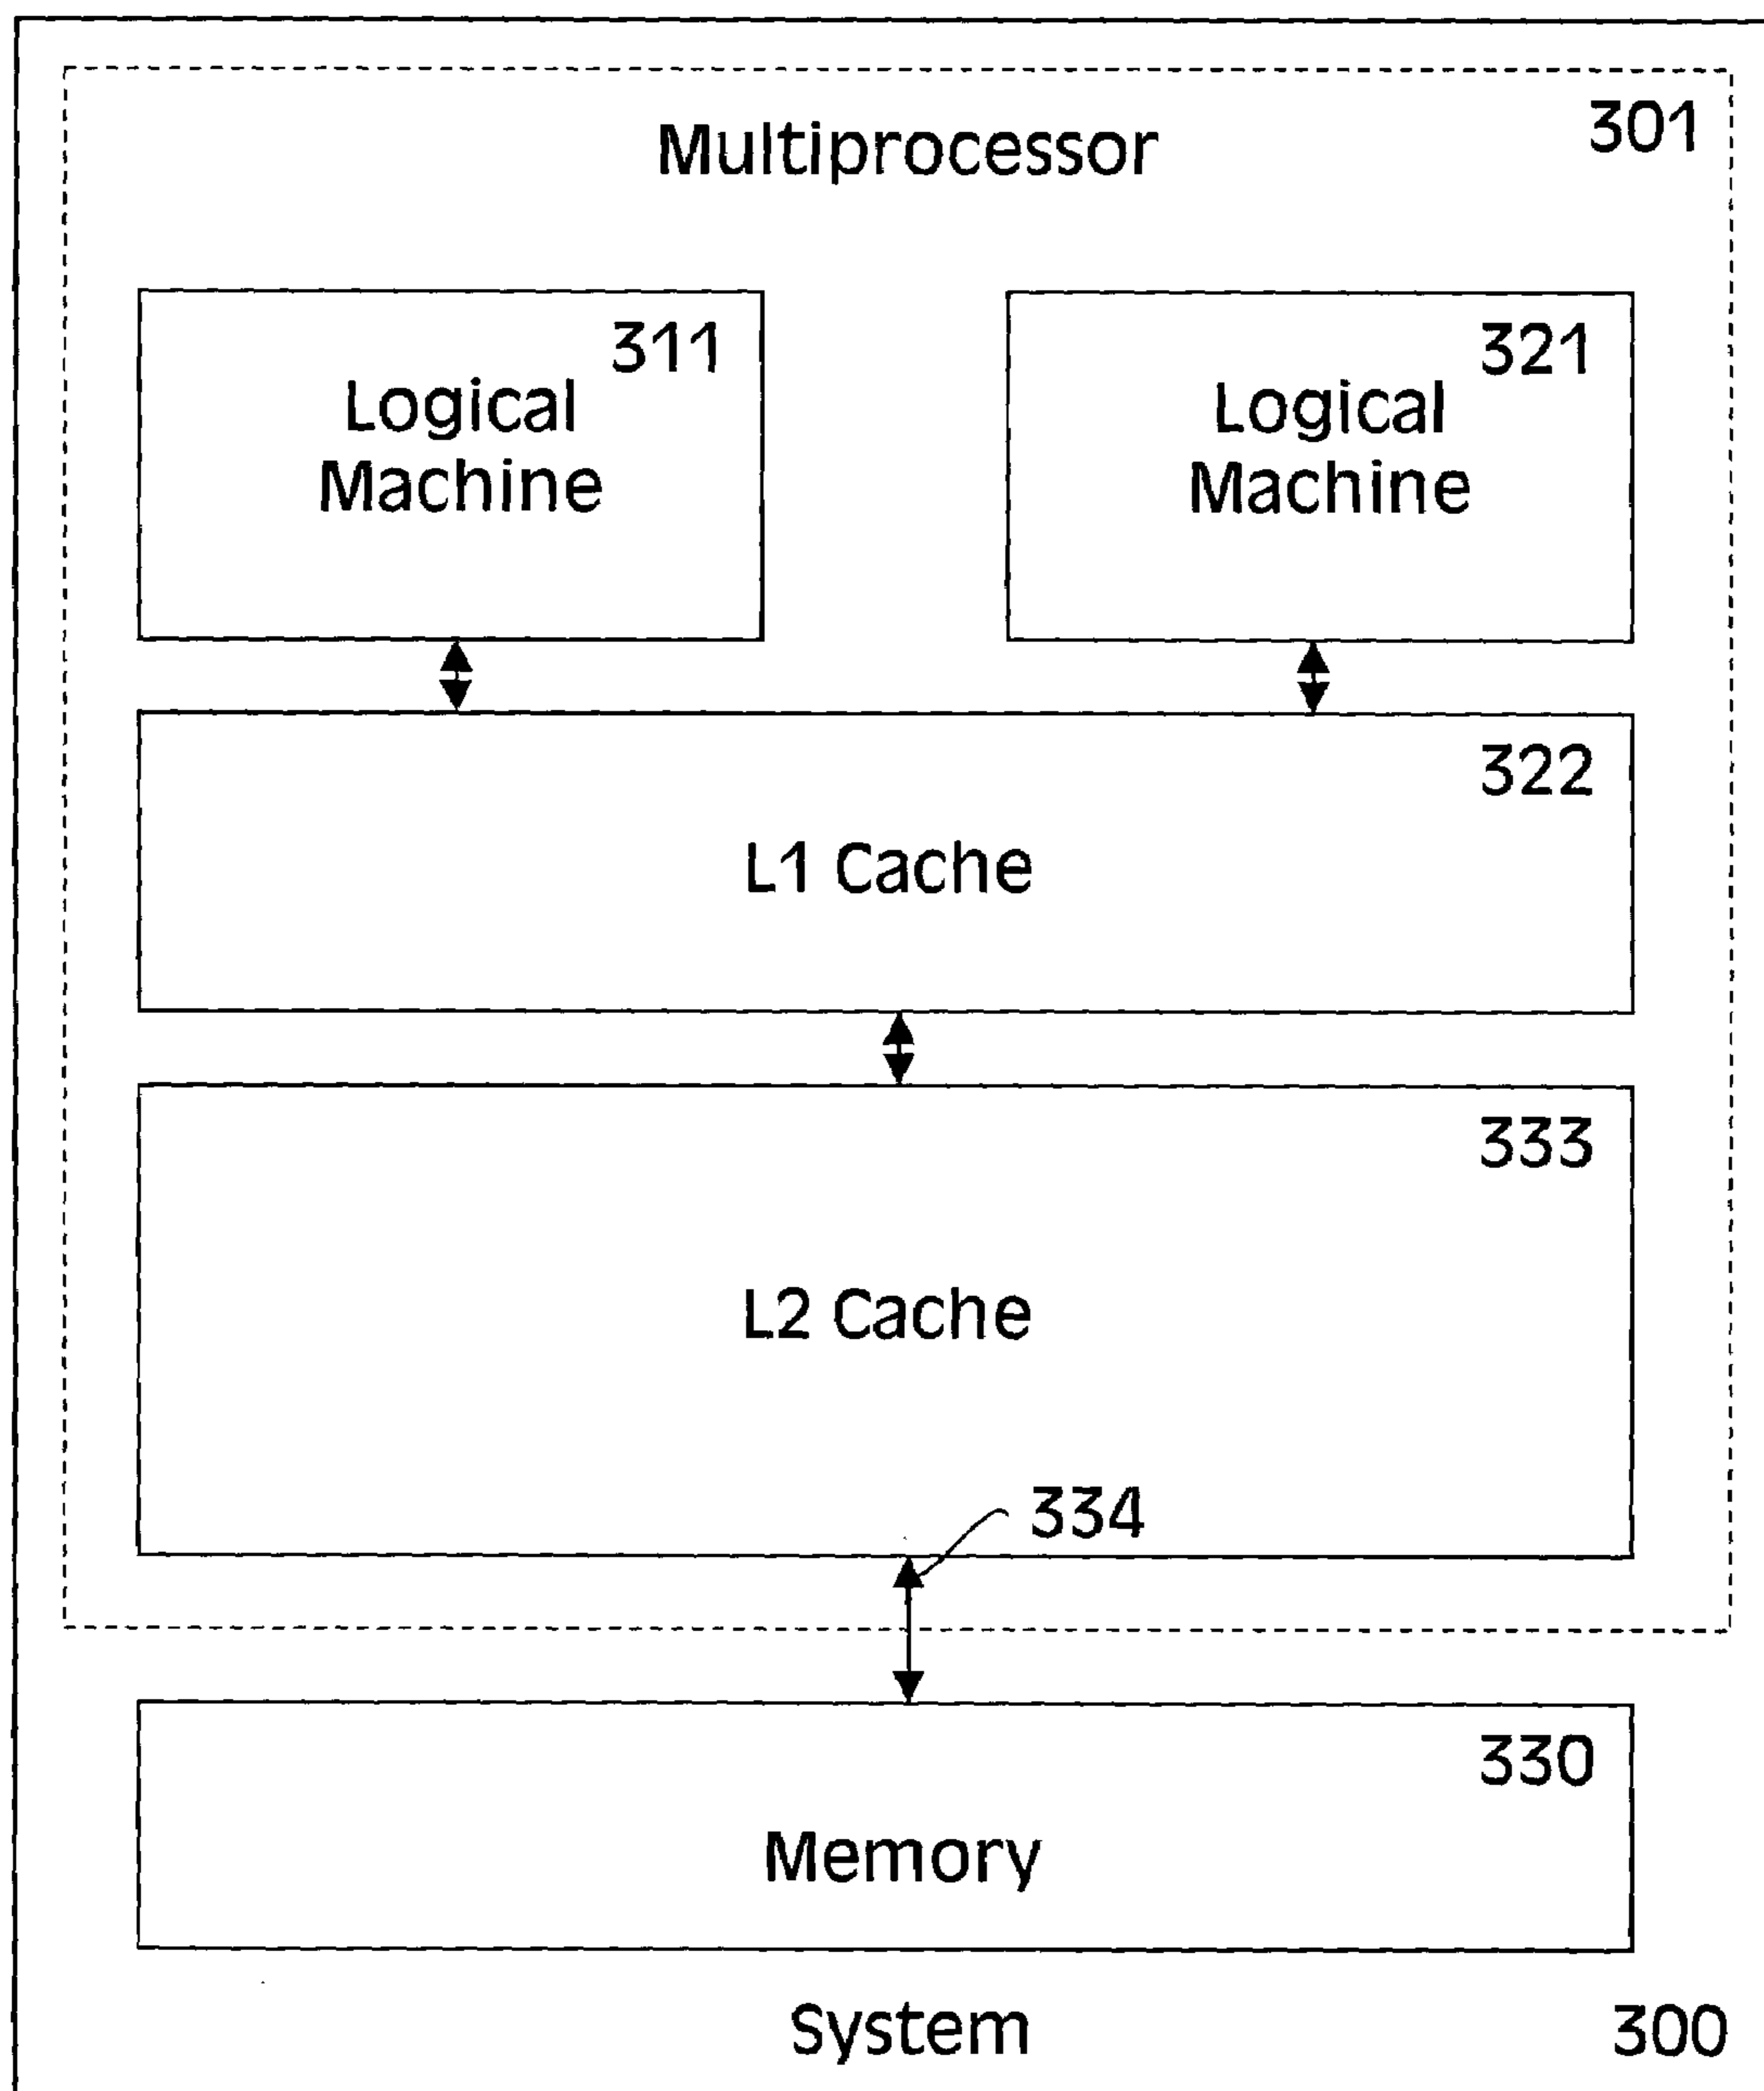 301
Multiprocessor
311
Logical
Machine
321
Logical
Machine
322
L1 Cache
333
L2 Cache
334
330
Memory
System
300